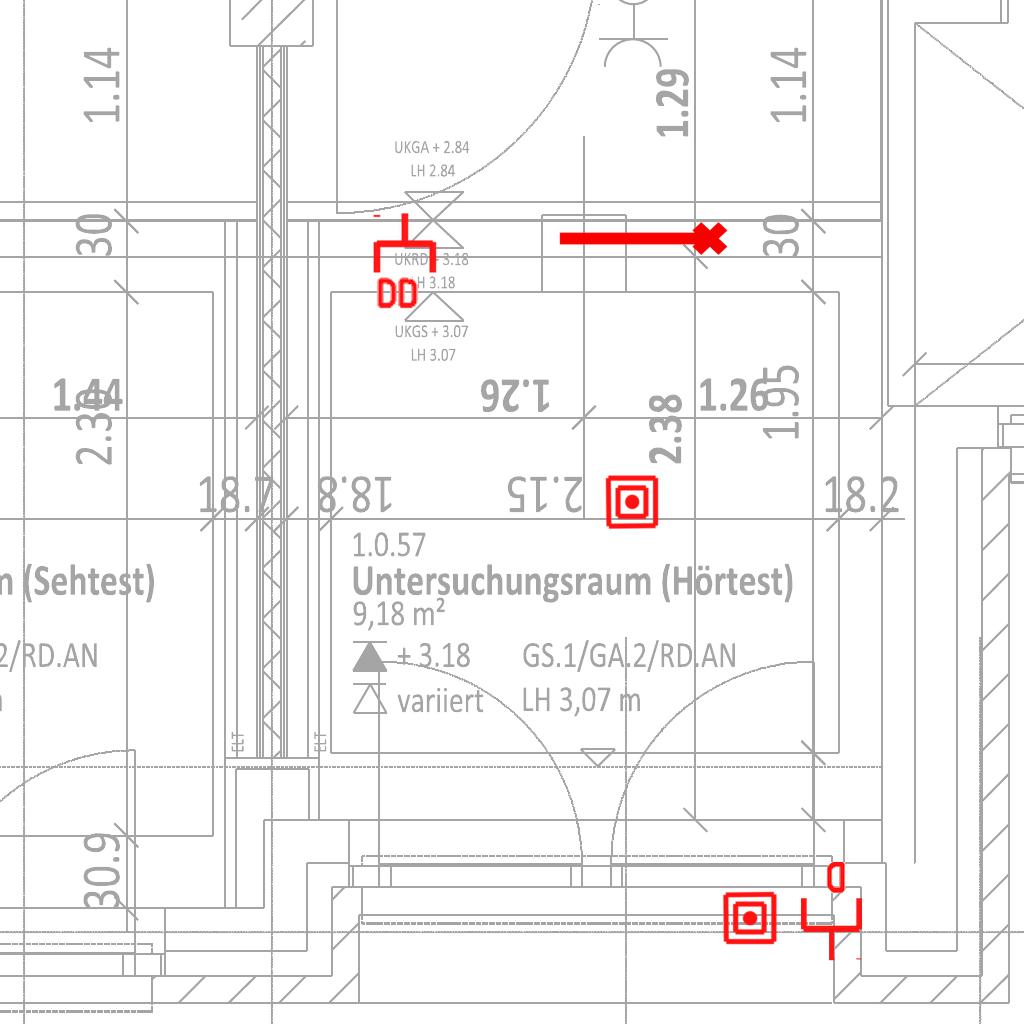 1.14
1.29
1.14
UKGA + 2.84
LH 2.84
30
30
UKRD + 3.18
LH 3.18
DD
UKGS + 3.07
LH 3.07
1.44
1.26
1.26
1.95
2.38
18.7
18.8
2.15
18.2
1.0.57
(Sehtest)
Untersuchungsraum (Hörtest)
9,18 m²
2/RD.AN
+ 3.18
GS.1/GA.2/RD.AN
variiert
LH 3,07 m
ELT
ELT
30.9
D